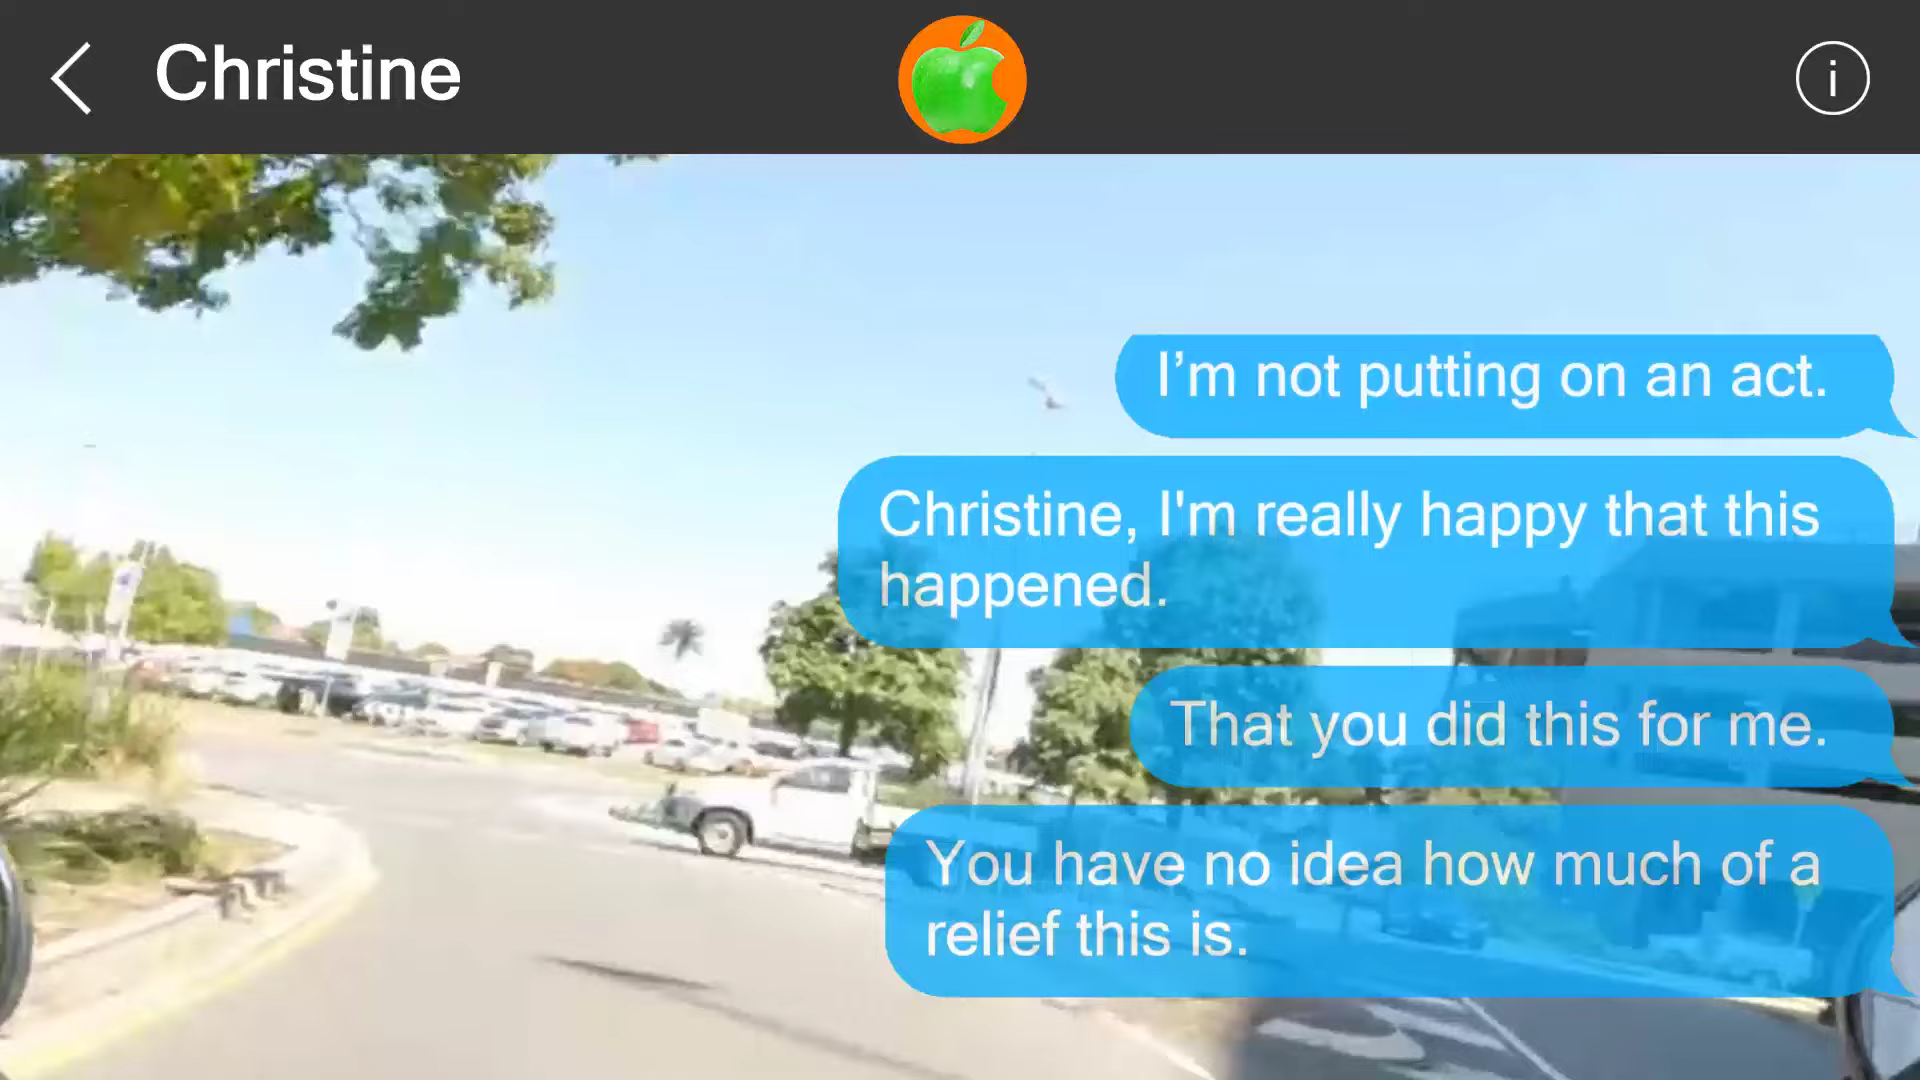 Christine
i
I’m not putting on an act.
Christine, I'm really happy that this
happened.
That you did this for me.
You have no idea how much of a
relief this is.